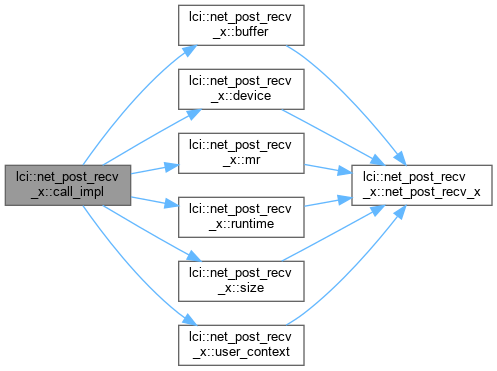 lci::net_post_recv
_x::buffer
lci::net_post_recv
_x::device
lci::net_post_recv
_x::mr
lci::net_post_recv
_x::call_impl
lci::net_post_recv
_x::net_post_recv_x
lci::net_post_recv
_x::runtime
lci::net_post_recv
_x::size
lci::net_post_recv
_x::user_context